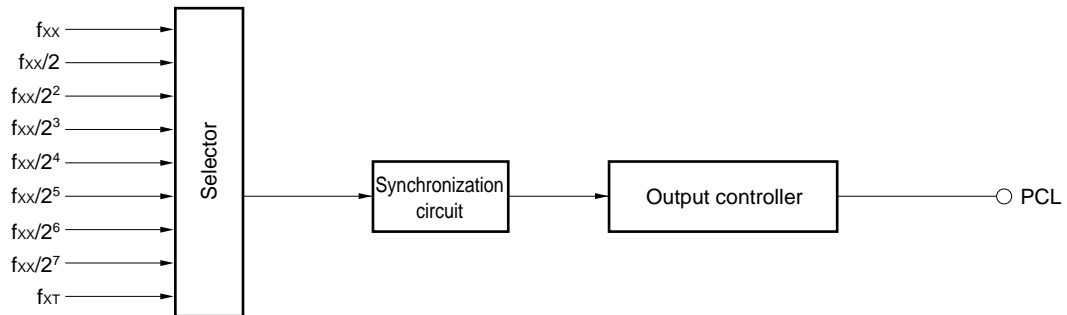 fxx
fxx/2
fxx/2²
fxx/2³
fxx/2⁴
fxx/2⁵
fxx/2⁶
fxx/2⁷
fXT
Selector
Synchronization
circuit
Output controller
PCL